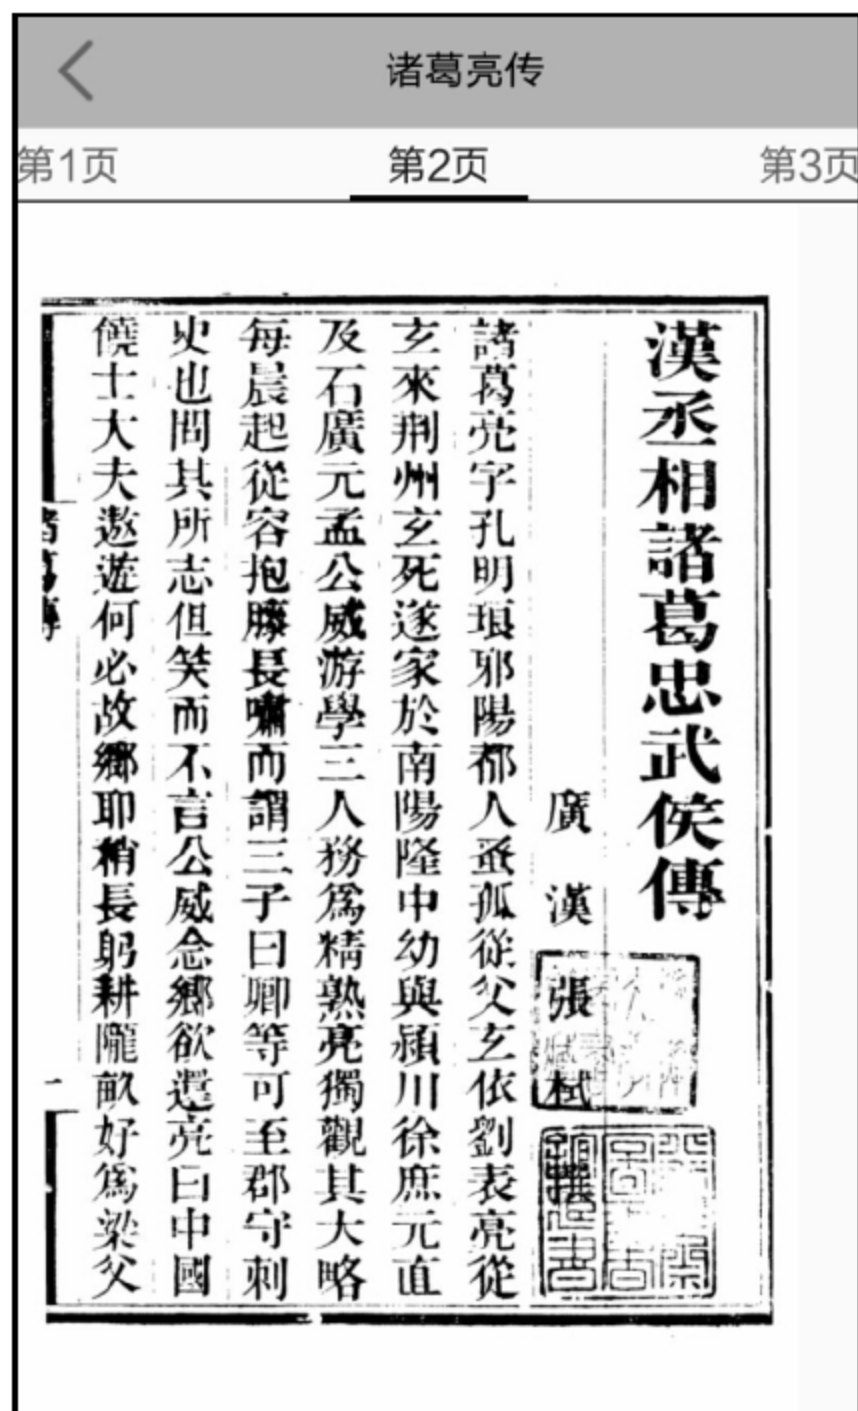 诸葛亮传
第1页
第2页
第3页
漢丞相諸葛忠武侯傳
廣漢張栻撰
諸葛亮字孔明琅邪陽都人蚤孤從父玄依劉表亮從
玄來荆州玄死遂家於南陽隆中幼與潁川徐庶元直
及石廣元孟公威游學三人務爲精熟亮獨觀其大略
每晨起從容抱膝長嘯而謂三子曰卿等可至郡守刺
史也問其所志但笑而不言公威念鄉欲還亮曰中國
饒士大夫遨遊何必故鄉耶稍長躬耕隴畝好爲梁父
諸葛傳
一